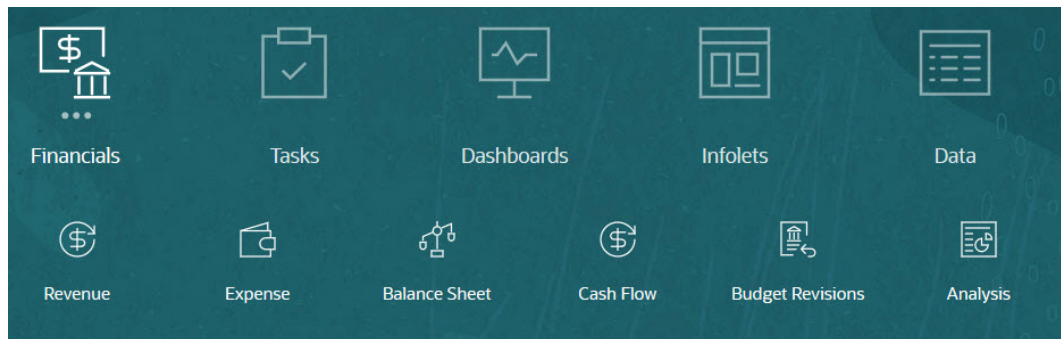 Financials Tasks Dashboards Infolets Data
Revenue Expense Balance Sheet Cash Flow Budget Revisions Analysis